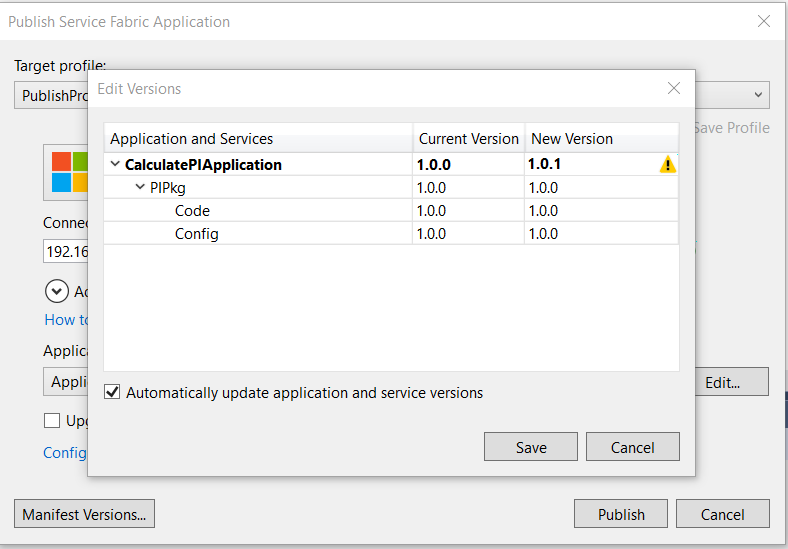 Publish Service Fabric Application
Target profile:
PublishPro
Save Profile
Edit Versions
Application and Services Current Version New Version
CalculatePIApplication 1.0.0 1.0.1
PIPkg 1.0.0 1.0.0
Code 1.0.0 1.0.0
Config 1.0.0 1.0.0
Automatically update application and service versions
Save Cancel
Connec
192.16
Ad
How to
Applica
Appli
Edit...
Upg
Config
Manifest Versions... Publish Cancel